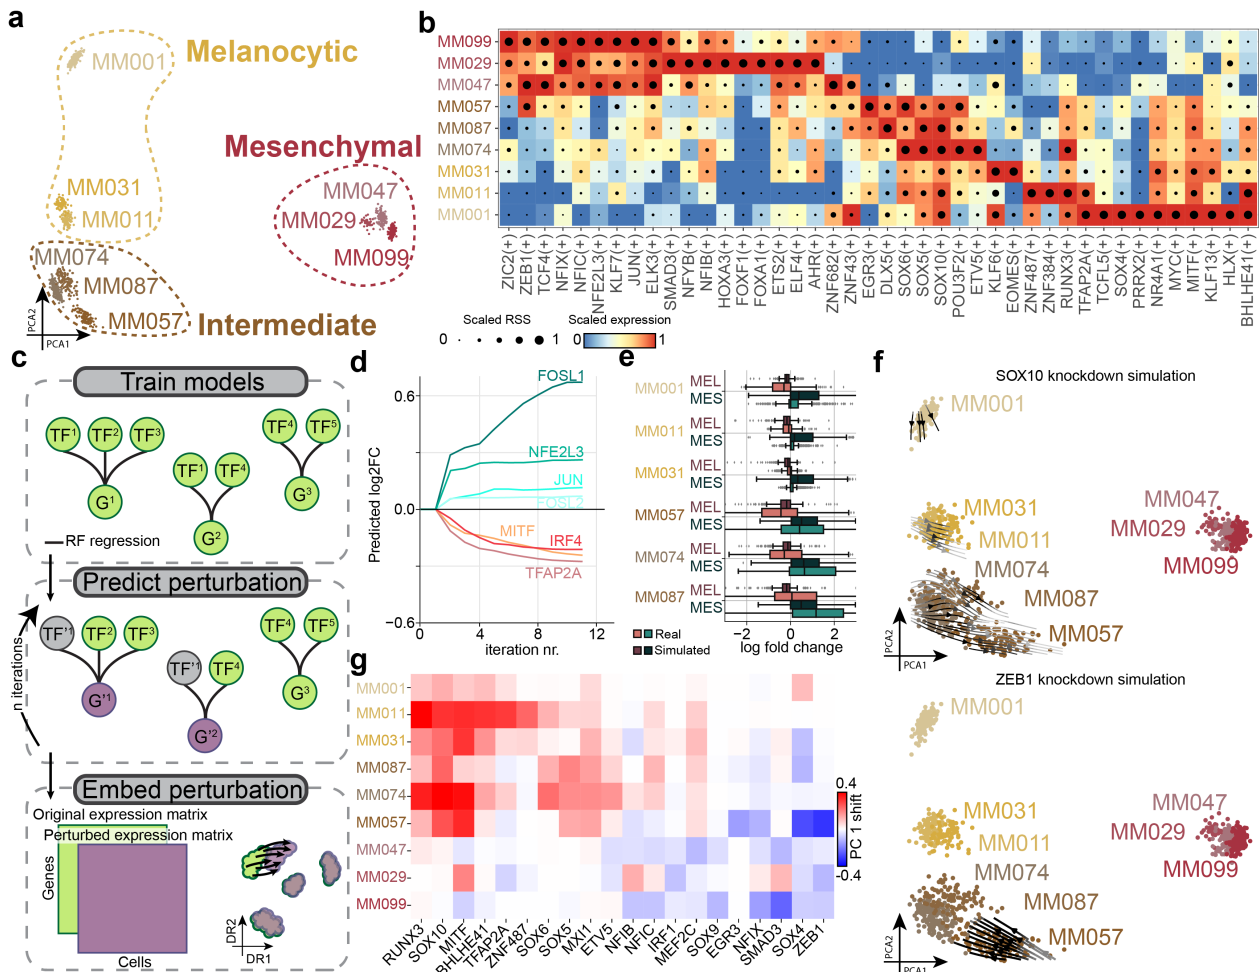 a
MM001
Melanocytic
Mesenchymal
MM031
MM011
MM047
MM029
MM099
MM074
MM087
MM057
Intermediate
PCA2
PCA1
b
MM099
MM029
MM047
MM057
MM087
MM074
MM031
MM011
MM001
ZIC2(+)
ZEB1(+)
TCF4(+)
NFIX(+)
NFIC(+)
NFE2L3(+)
KLF7(+)
JUN(+)
ELK3(+)
SMAD3(+)
NFYB(+)
NFIB(+)
HOXA3(+)
FOXF1(+)
FOXA1(+)
ETS2(+)
ELF4(+)
AHR(+)
ZNF682(+)
ZNF43(+)
EGR3(+)
DLX5(+)
SOX6(+)
SOX5(+)
SOX10(+)
POU3F2(+)
ETV5(+)
KLF6(+)
EOMES(+)
ZNF487(+)
ZNF384(+)
RUNX3(+)
TFAP2A(+)
TCFL5(+)
SOX4(+)
PRRX2(+)
NR4A1(+)
MYC(+)
MITF(+)
KLF13(+)
HLX(+)
BHLHE41(+)
Scaled RSS
0 1
Scaled expression
0 1
c
Train models
TF1 TF2 TF3
TF4 TF5
TF1 TF4
G1
G3
G2
RF regression
Predict perturbation
n iterations
TF'1 TF2 TF3
TF4 TF5
TF'1 TF4
G'1
G3
G'2
Embed perturbation
Original expression matrix
Perturbed expression matrix
Genes
Cells
DR2
DR1
d
FOSL1
0.6
NFE2L3
JUN
FOSL2
0.0
MITF
IRF4
TFAP2A
−0.6
0 4 8 12
Predicted log2FC
iteration nr.
e
MM001 MEL
MES
MM011 MEL
MES
MM031 MEL
MES
MM057 MEL
MES
MM074 MEL
MES
MM087 MEL
MES
−2 0 2
Real
Simulated
log fold change
f
SOX10 knockdown simulation
MM001
MM031
MM011
MM047
MM029
MM099
MM074
MM087
MM057
PCA2
PCA1
ZEB1 knockdown simulation
MM001
MM031
MM011
MM047
MM029
MM099
MM074
MM087
MM057
PCA2
PCA1
g
MM001
MM011
MM031
MM087
MM074
MM057
MM047
MM029
MM099
RUNX3
SOX10
MITF
BHLHE41
TFAP2A
ZNF487
SOX6
SOX5
MXI1
ETV5
NFIB
NFIC
IRF1
MEF2C
SOX9
EGR3
NFIX
SMAD3
SOX4
ZEB1
0.4
PC 1 shift
-0.4